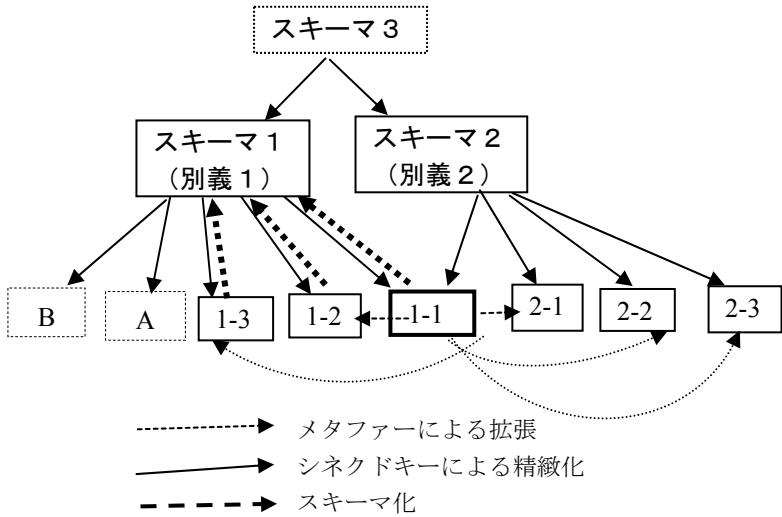 スキーマ3
スキーマ1
(別義1)
スキーマ2
(別義2)
B
A
1-3
1-2
1-1
2-1
2-2
2-3
メタファーによる拡張
シネクドキーによる精緻化
スキーマ化